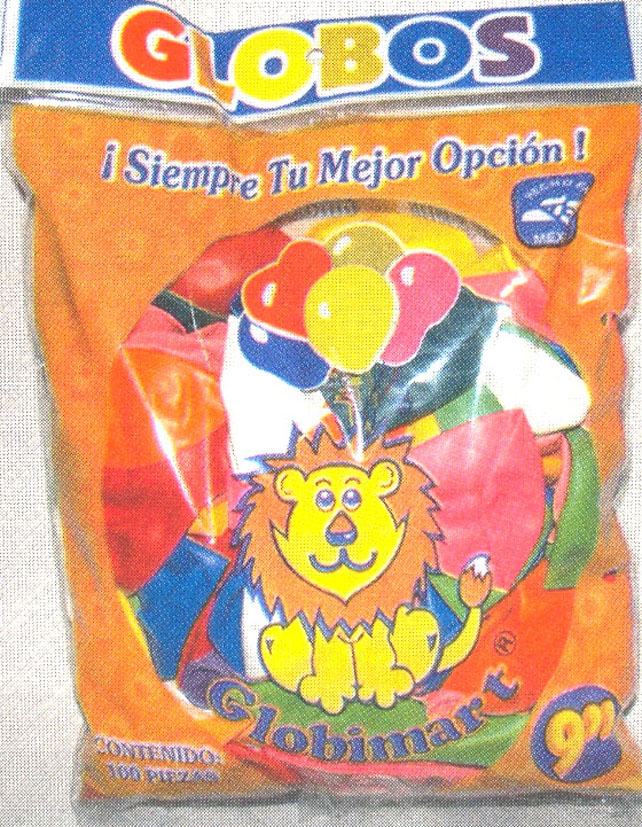 GLOBOS
¡ Siempre Tu Mejor Opción !
HECHO EN
MEX
Globimart ®
9"
CONTENIDO:
100 PIEZAS